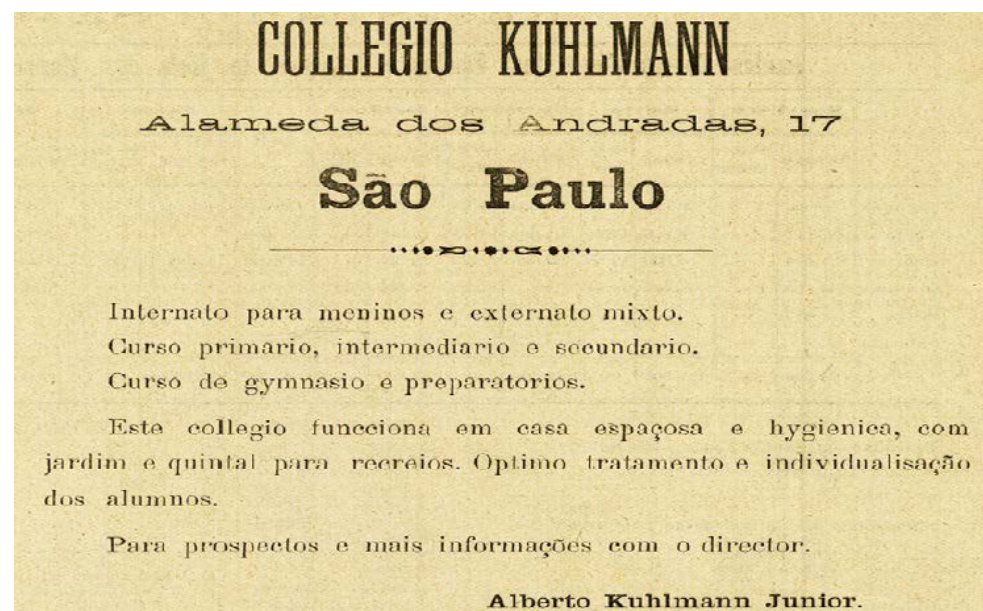 COLLEGIO KUHLMANN
Alameda dos Andradas, 17
São Paulo
Internato para meninos e externato mixto.
Curso primario, intermediario e secundario.
Curso de gymnasio e preparatorios.
Este collegio funcciona em casa espaçosa e hygienica, com
jardim e quintal para recreios. Optimo tratamento e individualisação
dos alumnos.
Para prospectos e mais informações com o director.
Alberto Kuhlmann Junior.